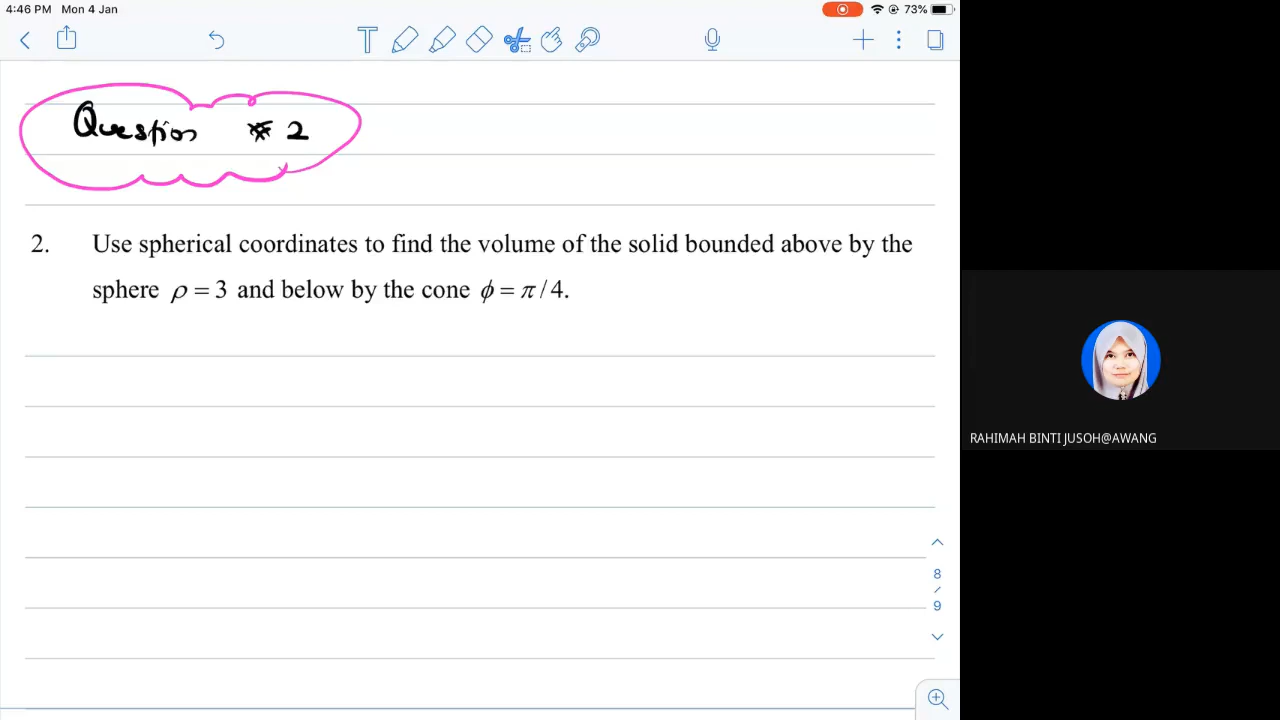 4:46 PM Mon 4 Jan
73%
Question # 2
2. Use spherical coordinates to find the volume of the solid bounded above by the
sphere ρ = 3 and below by the cone ϕ = π / 4.
RAHIMAH BINTI JUSOH@AWANG
8
/
9